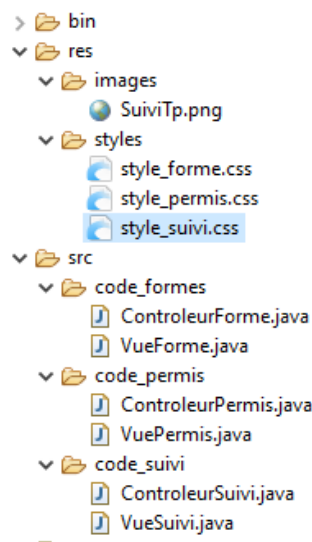 bin
res
images
SuiviTp.png
styles
style_forme.css
style_permis.css
style_suivi.css
src
code_formes
ControleurForme.java
VueForme.java
code_permis
ControleurPermis.java
VuePermis.java
code_suivi
ControleurSuivi.java
VueSuivi.java